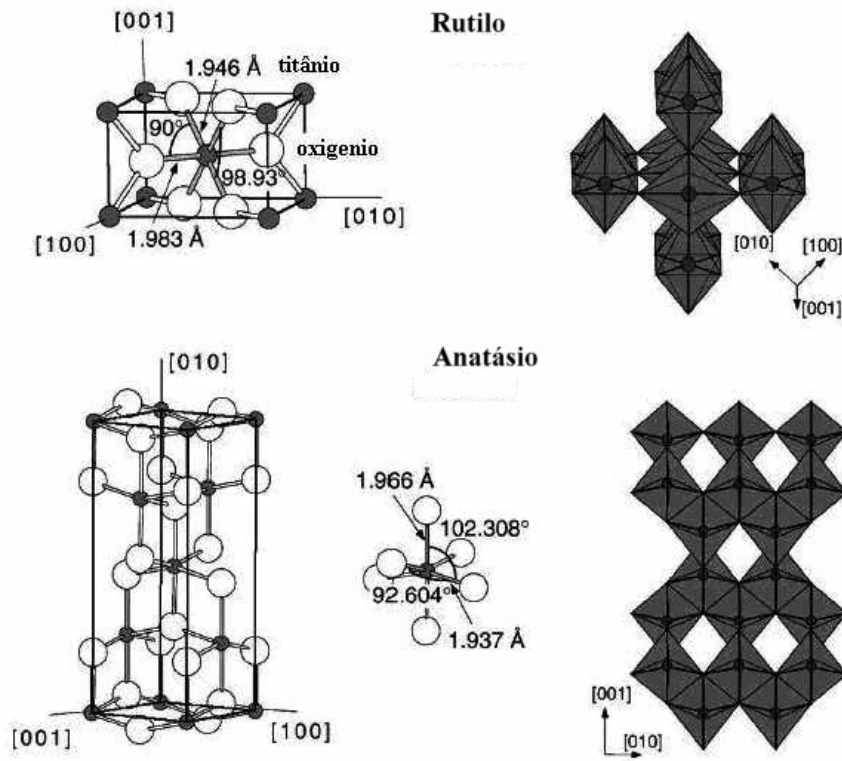 Rutilo
[001]
1.946 Å titânio
90°
oxigenio
98.93°
[010]
[100]
1.983 Å
[010]
[100]
[001]
Anatásio
[010]
1.966 Å
102.308°
92.604°
1.937 Å
[001]
[100]
[001]
[010]